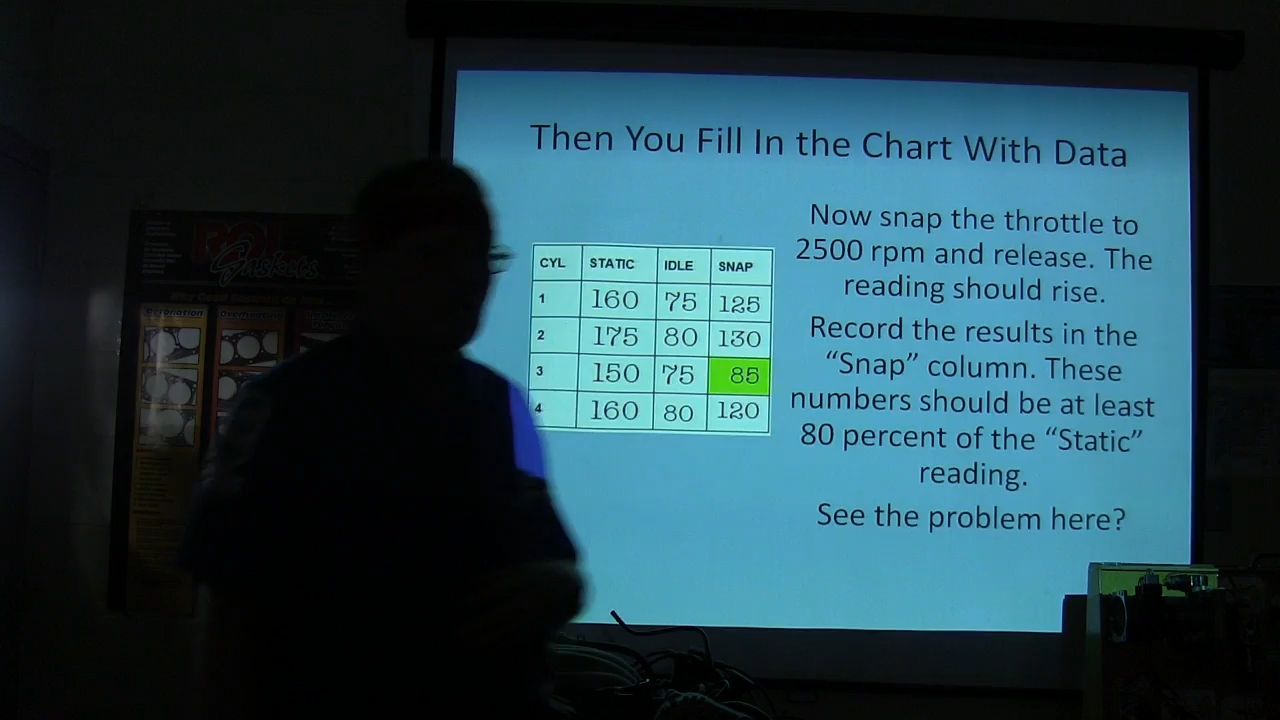 Then You Fill In the Chart With Data
CYL STATIC IDLE SNAP
1 160 75 125
2 175 80 130
3 150 75 85
4 160 80 120
Now snap the throttle to
2500 rpm and release. The
reading should rise.
Record the results in the
“Snap” column. These
numbers should be at least
80 percent of the “Static”
reading.
See the problem here?
Gaskets
Detonation Overheating